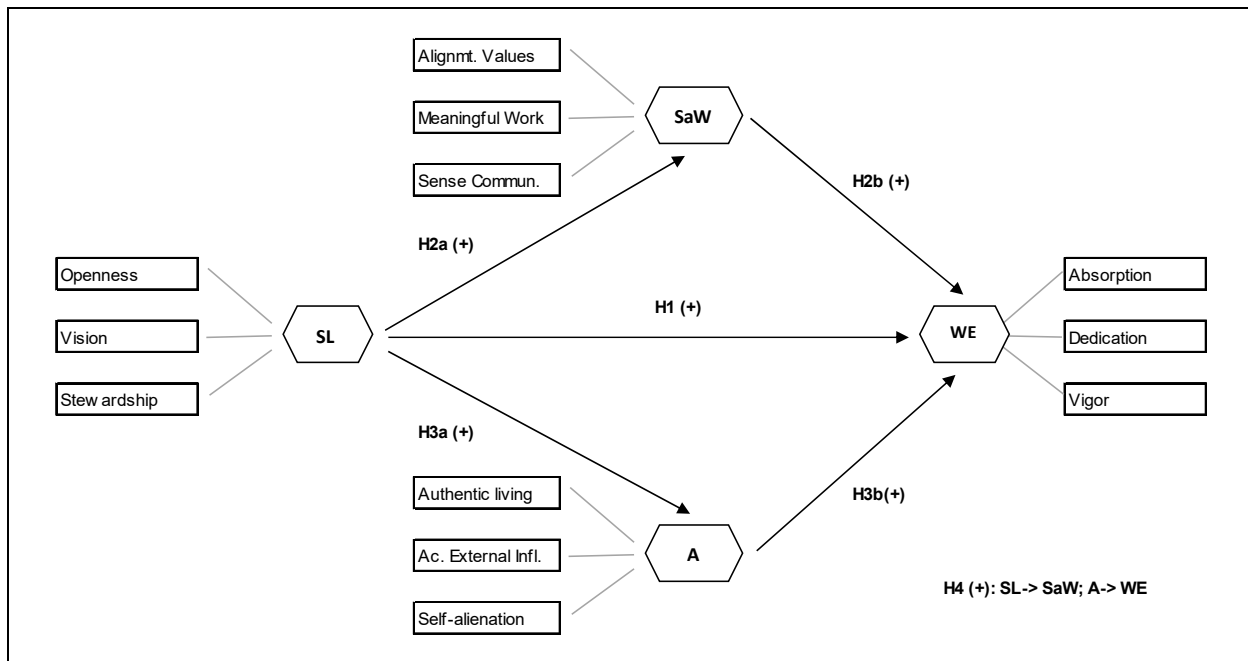 Alignmt. Values
Meaningful Work
Sense Commun.
SaW
H2b (+)
H2a (+)
Openness
Vision
Stew ardship
SL
H1 (+)
WE
Absorption
Dedication
Vigor
H3a (+)
H3b(+)
Authentic living
Ac. External Infl.
Self-alienation
A
H4 (+): SL-> SaW; A-> WE